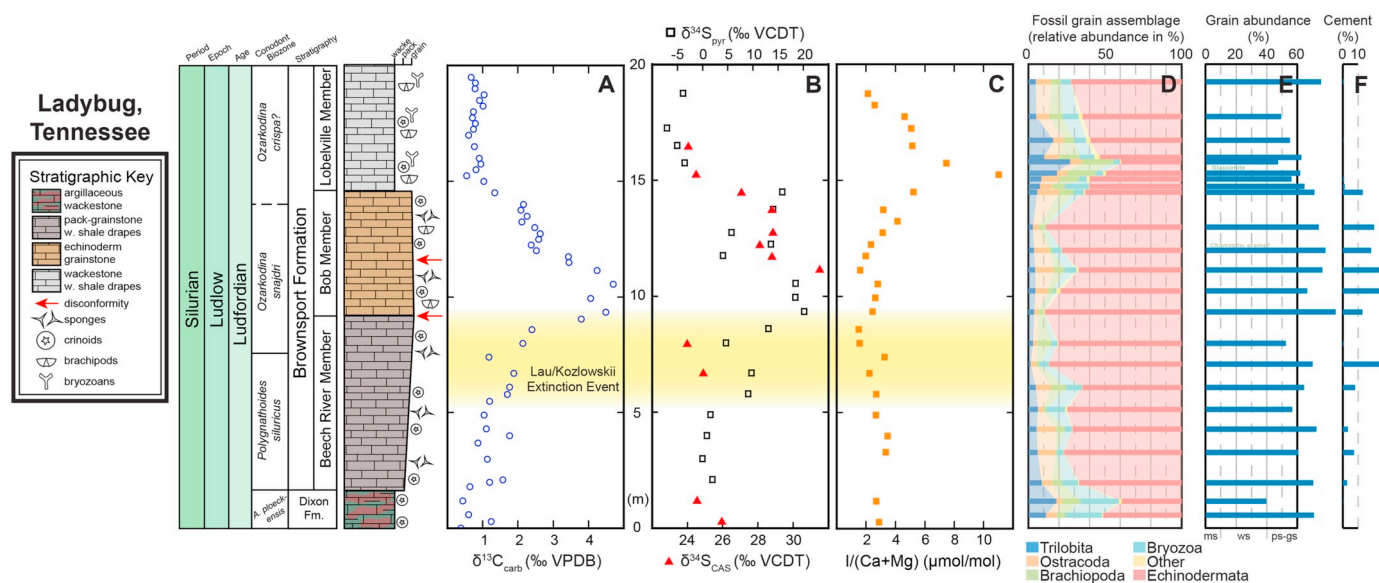 Ladybug,
Tennessee
Stratigraphic Key
argillaceous
wackestone
pack-grainstone
w. shale drapes
echinoderm
grainstone
wackestone
w. shale drapes
disconformity
sponges
crinoids
brachipods
bryozoans
Period
Epoch
Age
Conodont
Biozone
Stratigraphy
wacke
pack
grain
Silurian
Ludlow
Ludfordian
Ozarkodina
crispa?
Ozarkodina
snajdri
Polygnathoides
siluricus
A. ploeck-
ensis
Brownsport Formation
Lobelville Member
Bob Member
Beech River Member
Dixon
Fm.
A
0 1 2 3 4 5
δ13Ccarb (‰ VPDB)
Lau/Kozlowskii
Extinction Event
δ34Spyr (‰ VCDT)
-5 0 5 10 15 20
20
15
10
5
(m)
0
B
24 26 28 30
δ34SCAS (‰ VCDT)
C
0 2 4 6 8 10
I/(Ca+Mg) (μmol/mol)
Fossil grain assemblage
(relative abundance in %)
0 50 100
D
Trilobita
Ostracoda
Brachiopoda
Bryozoa
Other
Echinodermata
Grain abundance
(%)
0 20 40 60
E
Glauconite
Chamositic grains?
ms ws ps-gs
Cement
(%)
0 10
F